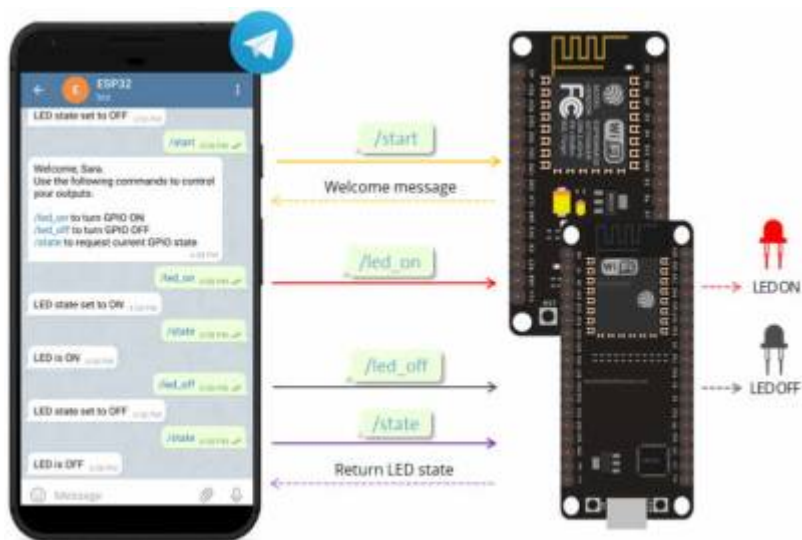 ESP32
bot
LED state set to OFF
/start
Welcome, Sara.
Use the following commands to control
your outputs.
/led_on to turn GPIO ON
/led_off to turn GPIO OFF
/state to request current GPIO state
/led_on
LED state set to ON
/state
LED is ON
/led_off
LED state set to OFF
/state
LED is OFF
Message
/start
Welcome message
/led_on
/led_off
/state
Return LED state
FC
WiFi
WiFi
LED ON
LED OFF